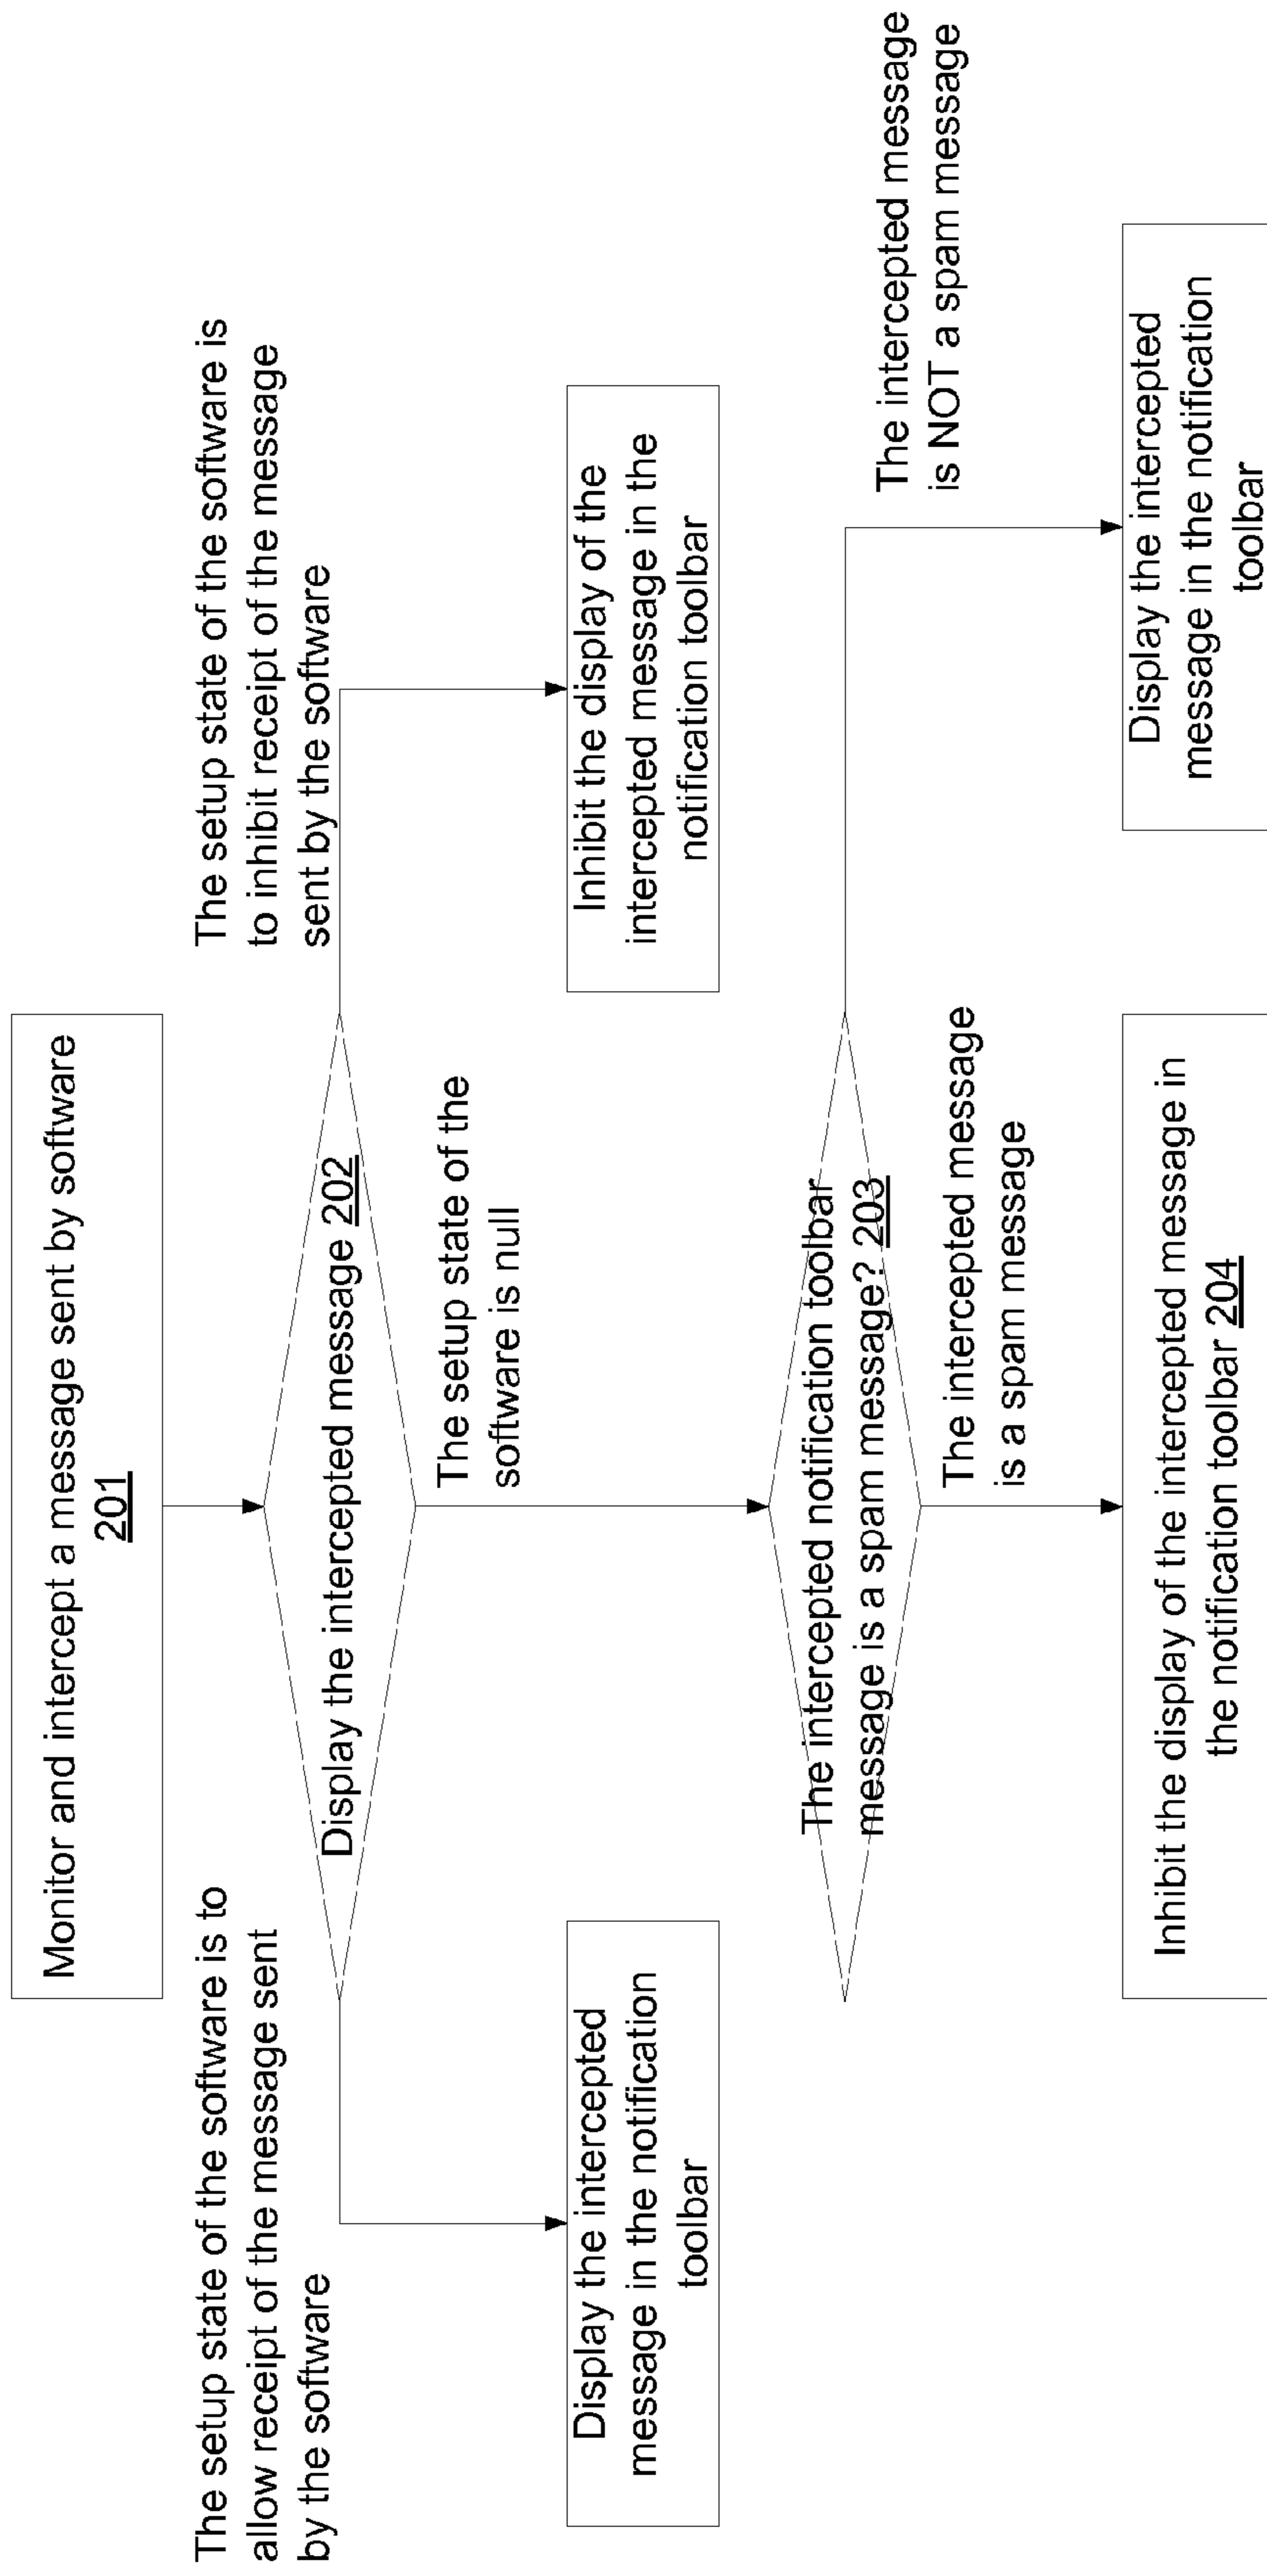 Monitor and intercept a message sent by software
201
The setup state of the software is to
allow receipt of the message sent
by the software
The setup state of the software is
to inhibit receipt of the message
sent by the software
Display the intercepted message 202
The setup state of the
software is null
Display the intercepted
message in the notification
toolbar
Inhibit the display of the
intercepted message in the
notification toolbar
The intercepted notification toolbar
message is a spam message? 203
The intercepted message
is NOT a spam message
The intercepted message
is a spam message
Inhibit the display of the intercepted message in
the notification toolbar 204
Display the intercepted
message in the notification
toolbar